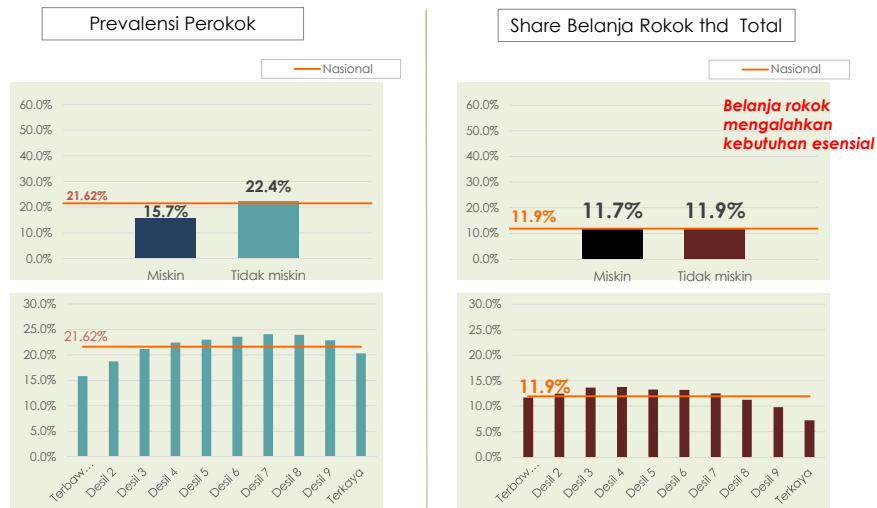 Prevalensi Perokok
Nasional
60.0%
50.0%
40.0%
30.0%
20.0%
10.0%
0.0%
21.62%
15.7%
22.4%
Miskin
Tidak miskin
30.0%
25.0%
20.0%
15.0%
10.0%
5.0%
0.0%
21.62%
Terbaw...
Desil 2
Desil 3
Desil 4
Desil 5
Desil 6
Desil 7
Desil 8
Desil 9
Terkaya
Share Belanja Rokok thd Total
Nasional
Belanja rokok
mengalahkan
kebutuhan esensial
60.0%
50.0%
40.0%
30.0%
20.0%
10.0%
0.0%
11.9%
11.7%
11.9%
Miskin
Tidak miskin
30.0%
25.0%
20.0%
15.0%
10.0%
5.0%
0.0%
11.9%
Terbaw...
Desil 2
Desil 3
Desil 4
Desil 5
Desil 6
Desil 7
Desil 8
Desil 9
Terkaya